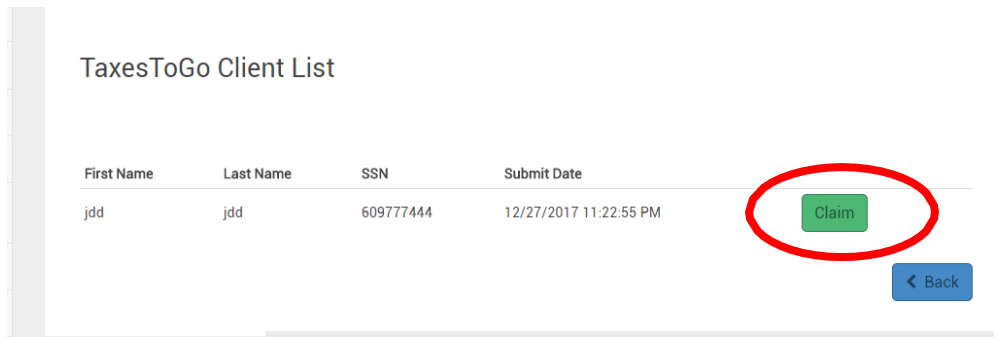 TaxesToGo Client List
First Name Last Name SSN Submit Date
jdd jdd 609777444 12/27/2017 11:22:55 PM Claim
Back